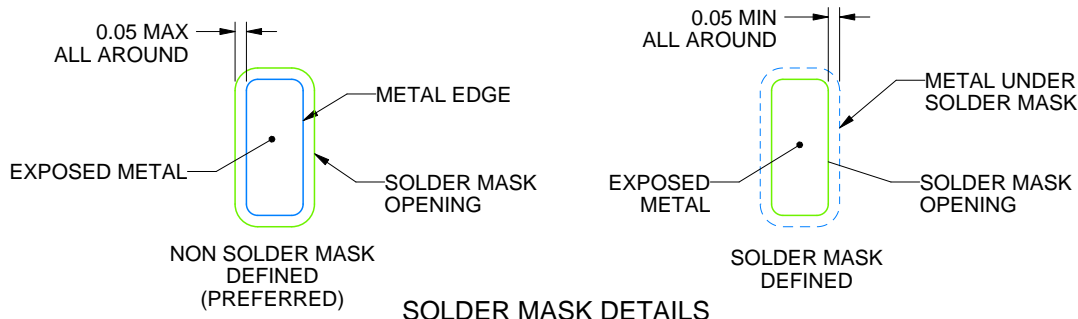 0.05 MAX
ALL AROUND
METAL EDGE
EXPOSED METAL
SOLDER MASK
OPENING
NON SOLDER MASK
DEFINED
(PREFERRED)
0.05 MIN
ALL AROUND
METAL UNDER
SOLDER MASK
EXPOSED
METAL
SOLDER MASK
OPENING
SOLDER MASK
DEFINED
SOLDER MASK DETAILS